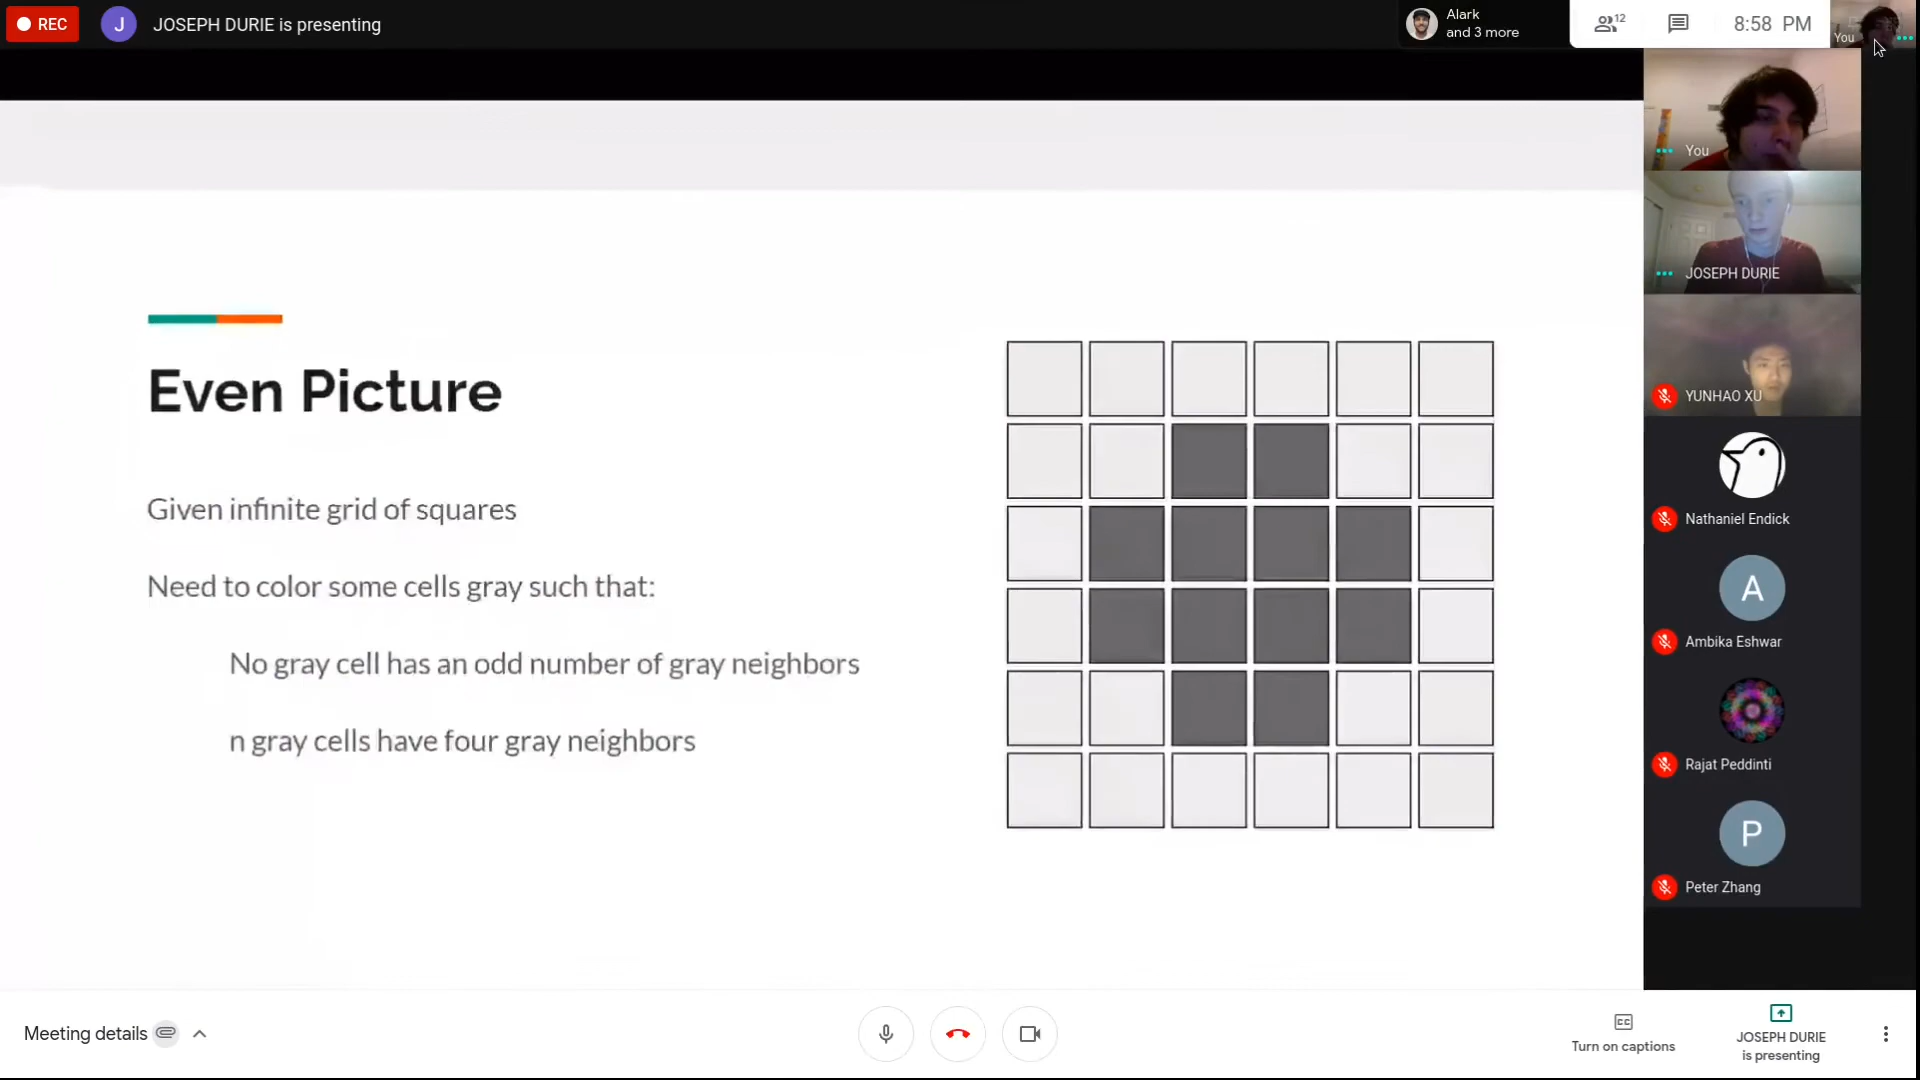 REC
J
JOSEPH DURIE is presenting
Alark
and 3 more
12
8:58 PM
You
You
JOSEPH DURIE
YUNHAO XU
Nathaniel Endick
A
Ambika Eshwar
Rajat Peddinti
P
Peter Zhang
Even Picture
Given infinite grid of squares
Need to color some cells gray such that:
No gray cell has an odd number of gray neighbors
n gray cells have four gray neighbors
Meeting details
CC
Turn on captions
JOSEPH DURIE
is presenting